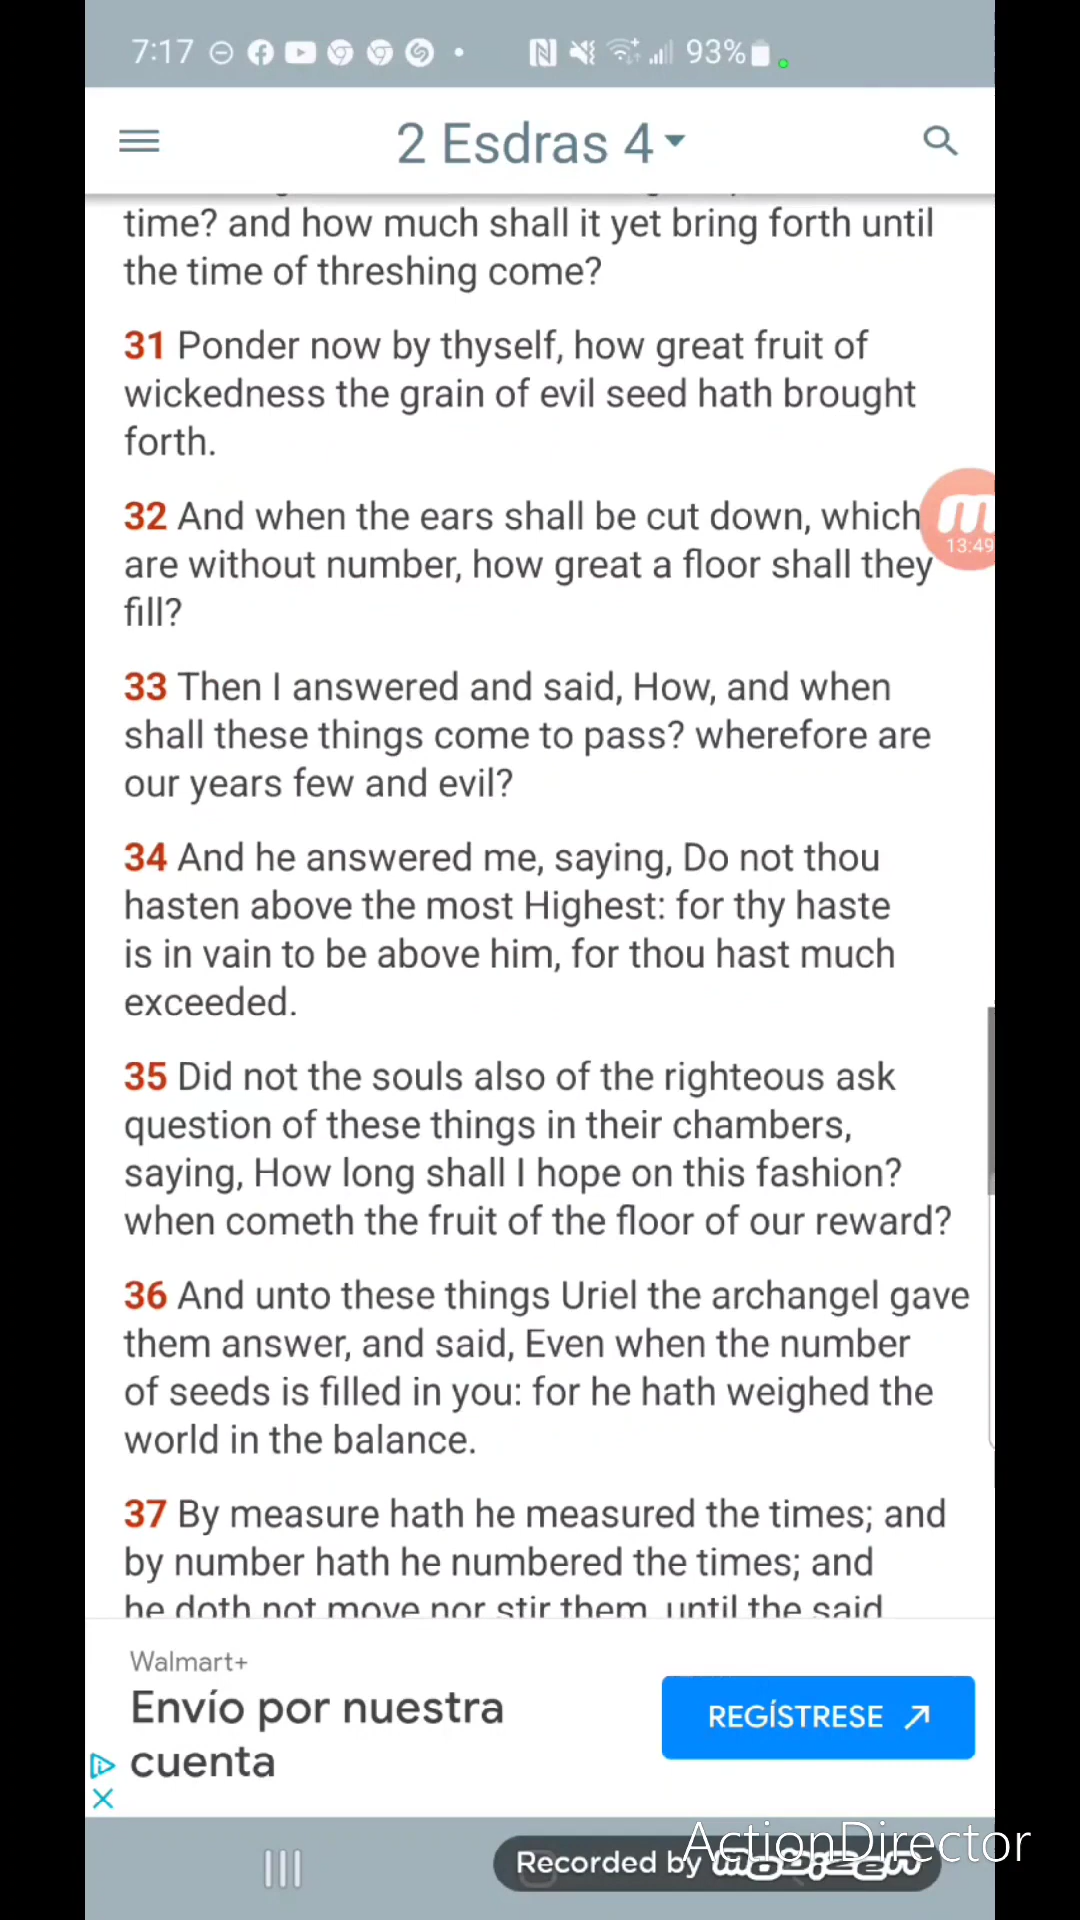 7:17 93%
2 Esdras 4
time? and how much shall it yet bring forth until
the time of threshing come?
31 Ponder now by thyself, how great fruit of
wickedness the grain of evil seed hath brought
forth.
32 And when the ears shall be cut down, which
are without number, how great a floor shall they
fill?
13:49
33 Then I answered and said, How, and when
shall these things come to pass? wherefore are
our years few and evil?
34 And he answered me, saying, Do not thou
hasten above the most Highest: for thy haste
is in vain to be above him, for thou hast much
exceeded.
35 Did not the souls also of the righteous ask
question of these things in their chambers,
saying, How long shall I hope on this fashion?
when cometh the fruit of the floor of our reward?
36 And unto these things Uriel the archangel gave
them answer, and said, Even when the number
of seeds is filled in you: for he hath weighed the
world in the balance.
37 By measure hath he measured the times; and
by number hath he numbered the times; and
he doth not move nor stir them, until the said
Walmart+
Envío por nuestra
cuenta
REGÍSTRESE
ActionDirector
Recorded by mobizen